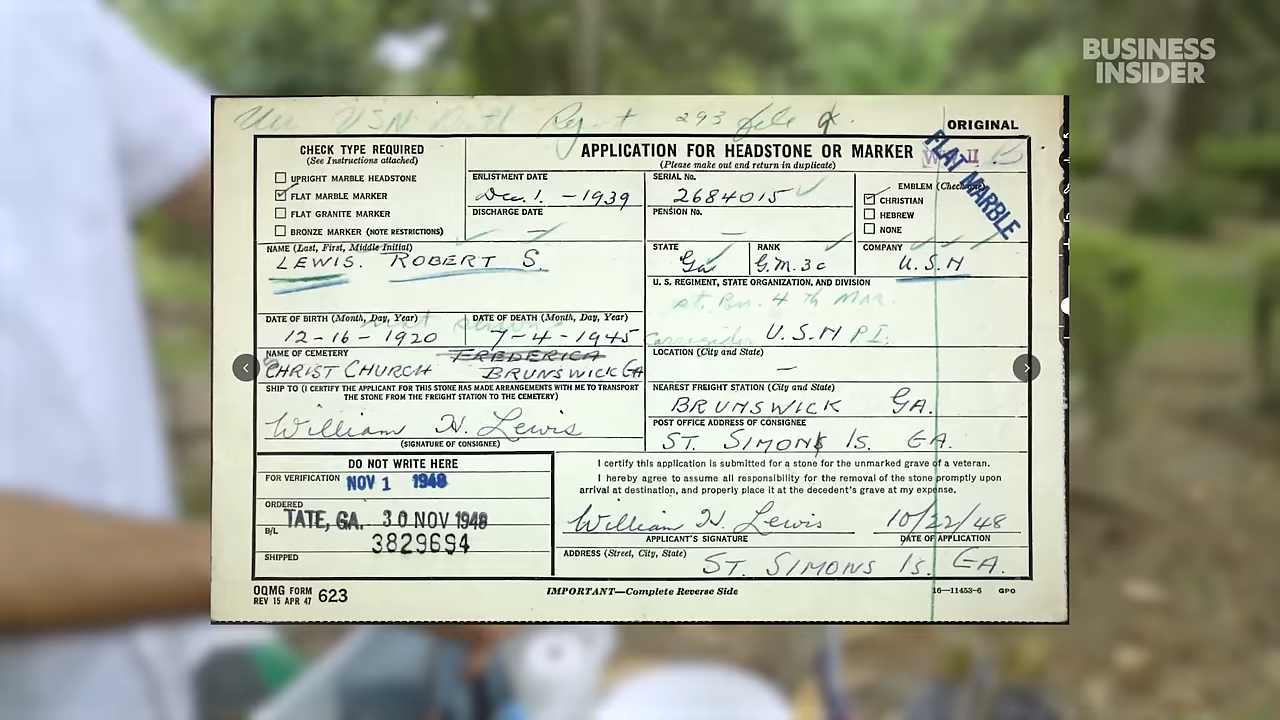 BUSINESS
INSIDER
293 file
ORIGINAL
CHECK TYPE REQUIRED
(See Instructions attached)
UPRIGHT MARBLE HEADSTONE
FLAT MARBLE MARKER
FLAT GRANITE MARKER
BRONZE MARKER (NOTE RESTRICTIONS)
APPLICATION FOR HEADSTONE OR MARKER
(Please make out and return in duplicate)
II
FLAT MARBLE
ENLISTMENT DATE
Dec. 1 - 1939
DISCHARGE DATE
—
SERIAL No.
2684015
PENSION No.
—
EMBLEM (Check
CHRISTIAN
HEBREW
NONE
NAME (Last, First, Middle Initial)
LEWIS. ROBERT S.
STATE
Ga
RANK
G.M.3c
COMPANY
U.S.N
U. S. REGIMENT, STATE ORGANIZATION, AND DIVISION
Bn. 4th Mar.
U.S.N P.I.
DATE OF BIRTH (Month, Day, Year)
12-16-1920
DATE OF DEATH (Month, Day, Year)
7-4-1945
NAME OF CEMETERY
FREDERICA
CHRIST CHURCH BRUNSWICK GA
LOCATION (City and State)
—
SHIP TO (I CERTIFY THE APPLICANT FOR THIS STONE HAS MADE ARRANGEMENTS WITH ME TO TRANSPORT
THE STONE FROM THE FREIGHT STATION TO THE CEMETERY)
William H. Lewis
(SIGNATURE OF CONSIGNEE)
NEAREST FREIGHT STATION (City and State)
BRUNSWICK GA.
POST OFFICE ADDRESS OF CONSIGNEE
ST. SIMONS IS. GA.
DO NOT WRITE HERE
FOR VERIFICATION NOV 1 1948
ORDERED
TATE, GA. 30 NOV 1948
B/L
3829694
SHIPPED
I certify this application is submitted for a stone for the unmarked grave of a veteran.
I hereby agree to assume all responsibility for the removal of the stone promptly upon
arrival at destination, and properly place it at the decedent's grave at my expense.
William H. Lewis 10/22/48
APPLICANT'S SIGNATURE DATE OF APPLICATION
ADDRESS (Street, City, State)
ST. SIMONS IS. GA.
OQMG FORM
REV 15 APR 47 623
IMPORTANT—Complete Reverse Side
16—11453-6 GPO